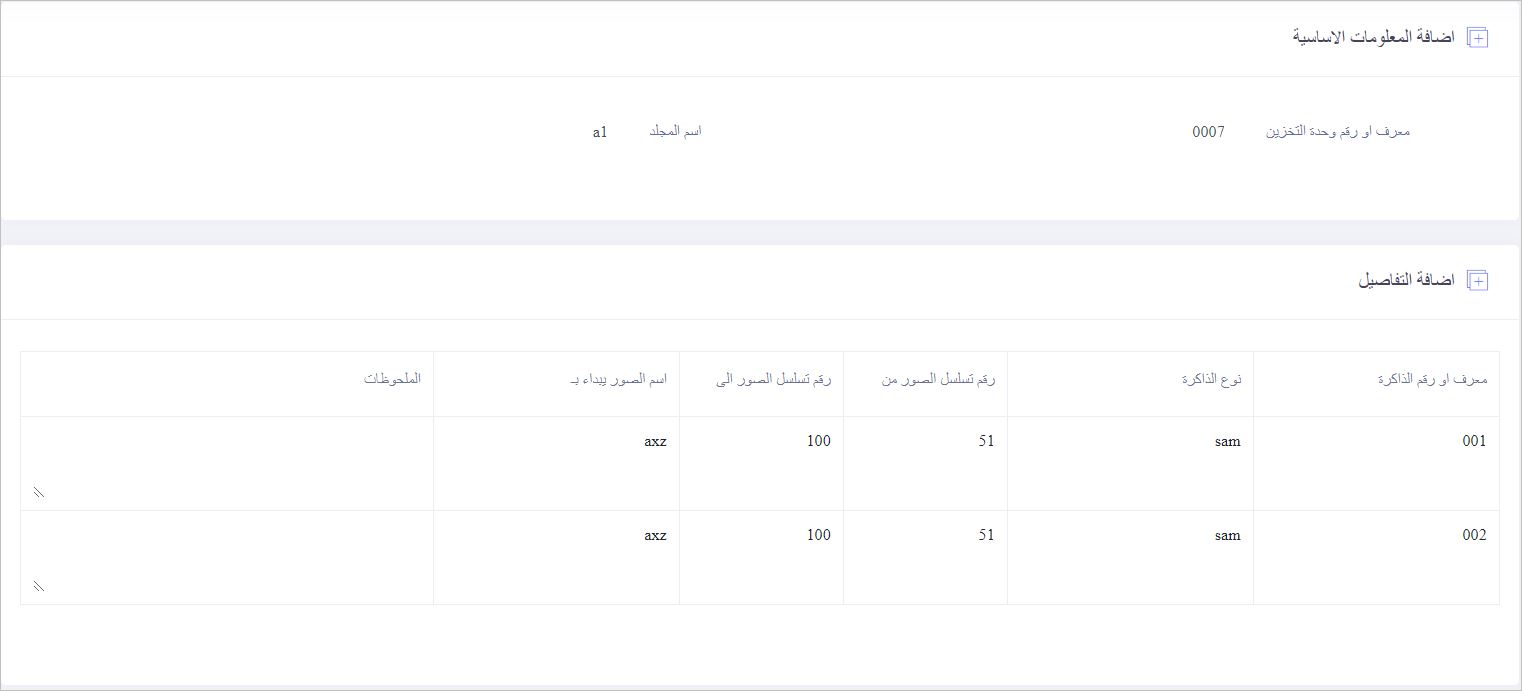 اضافة المعلومات الاساسية
معرف او رقم وحدة التخزين 0007 اسم المجلد a1
اضافة التفاصيل
معرف او رقم الذاكرة نوع الذاكرة رقم تسلسل الصور من رقم تسلسل الصور الى اسم الصور يبداء بـ الملحوظات
001 sam 51 100 axz
002 sam 51 100 axz